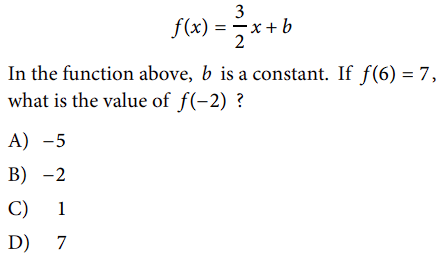 f(x) = 3/2 x + b
In the function above, b is a constant. If f(6) = 7,
what is the value of f(−2) ?
A) −5
B) −2
C) 1
D) 7